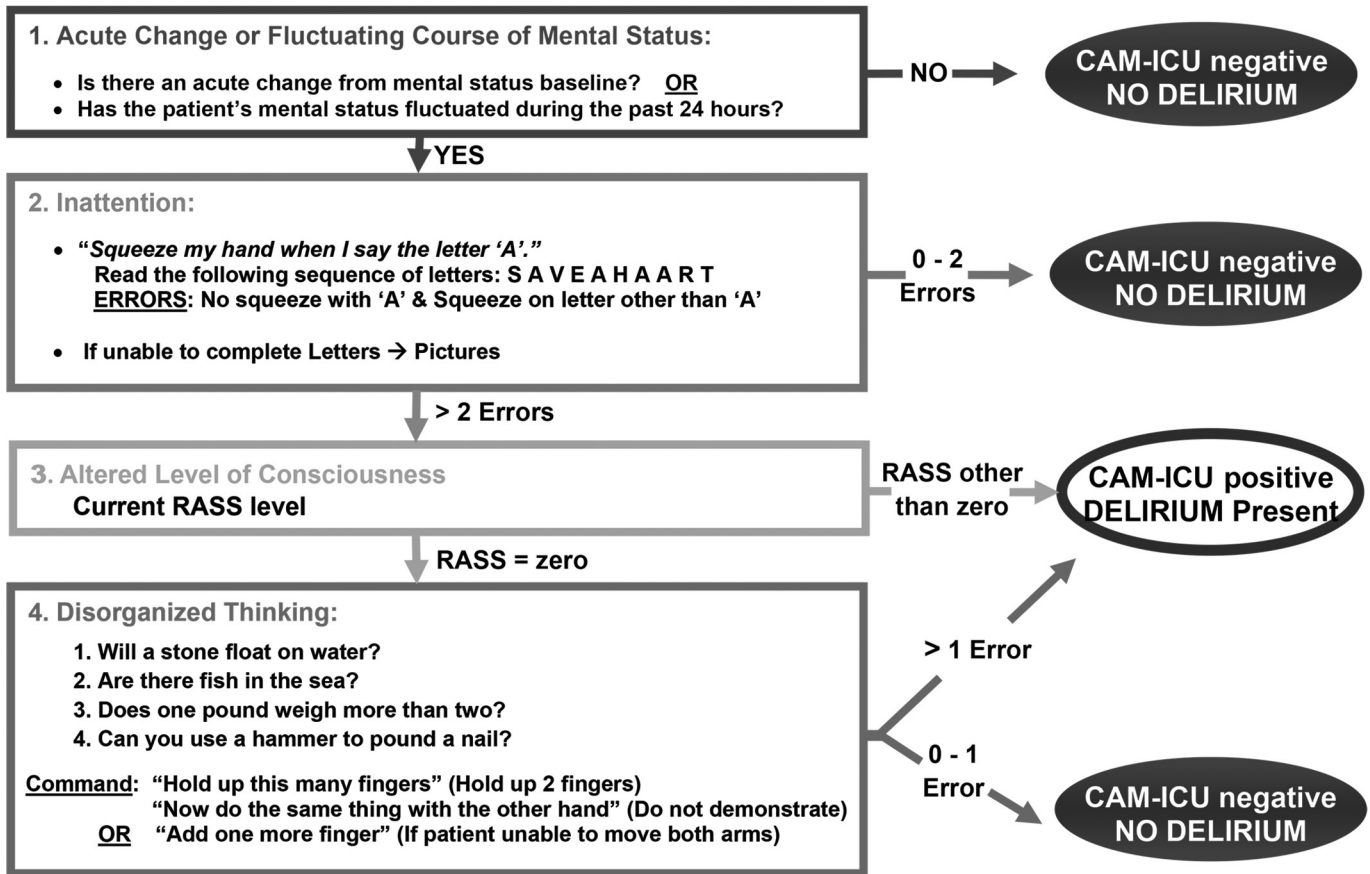 1. Acute Change or Fluctuating Course of Mental Status:
• Is there an acute change from mental status baseline? OR
• Has the patient’s mental status fluctuated during the past 24 hours?
NO
CAM-ICU negative
NO DELIRIUM
YES
2. Inattention:
• “Squeeze my hand when I say the letter ‘A’.”
Read the following sequence of letters: S A V E A H A A R T
ERRORS: No squeeze with ‘A’ & Squeeze on letter other than ‘A’
• If unable to complete Letters → Pictures
0 - 2
Errors
CAM-ICU negative
NO DELIRIUM
> 2 Errors
3. Altered Level of Consciousness
Current RASS level
RASS other
than zero
CAM-ICU positive
DELIRIUM Present
RASS = zero
4. Disorganized Thinking:
1. Will a stone float on water?
2. Are there fish in the sea?
3. Does one pound weigh more than two?
4. Can you use a hammer to pound a nail?
Command: “Hold up this many fingers” (Hold up 2 fingers)
“Now do the same thing with the other hand” (Do not demonstrate)
OR “Add one more finger” (If patient unable to move both arms)
> 1 Error
0 - 1
Error
CAM-ICU negative
NO DELIRIUM